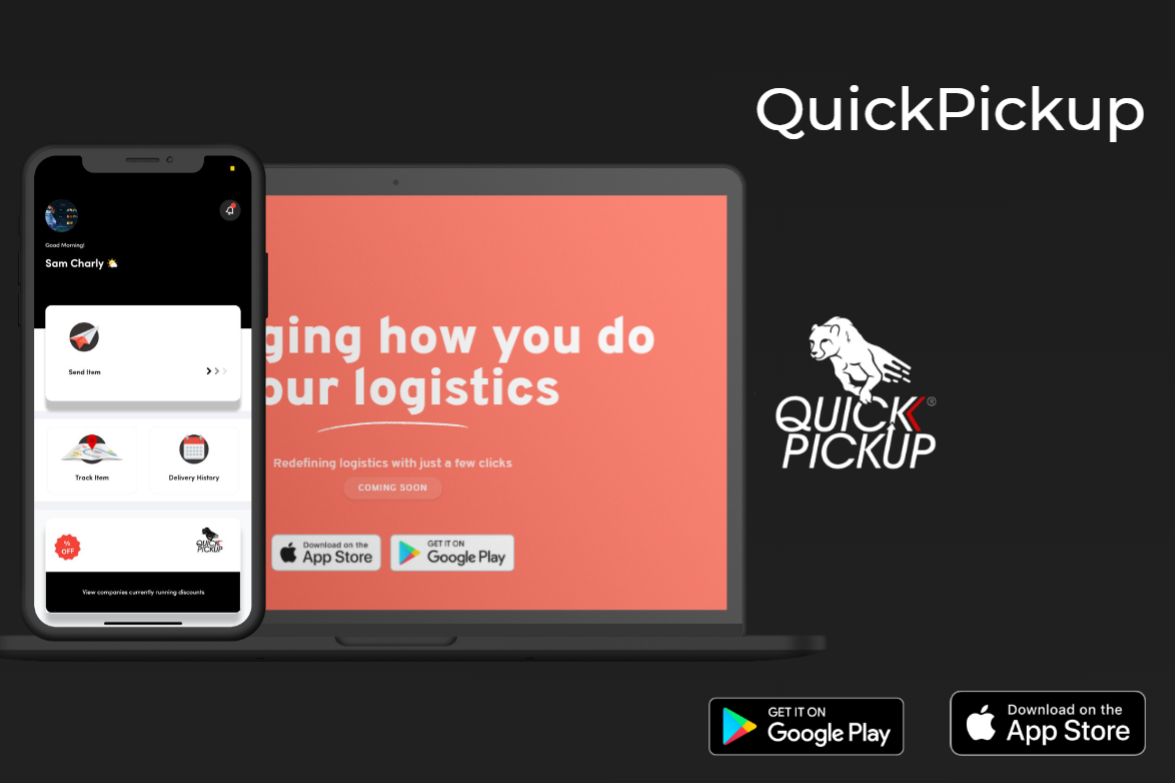 QuickPickup
Good Morning!
Sam Charly
Send Item
Track Item
Delivery History
%
OFF
QUICK
PICKUP
View companies currently running discounts
ging how you do
our logistics
Redefining logistics with just a few clicks
COMING SOON
Download on the
App Store
GET IT ON
Google Play
QUICK ®
PICKUP
GET IT ON
Google Play
Download on the
App Store